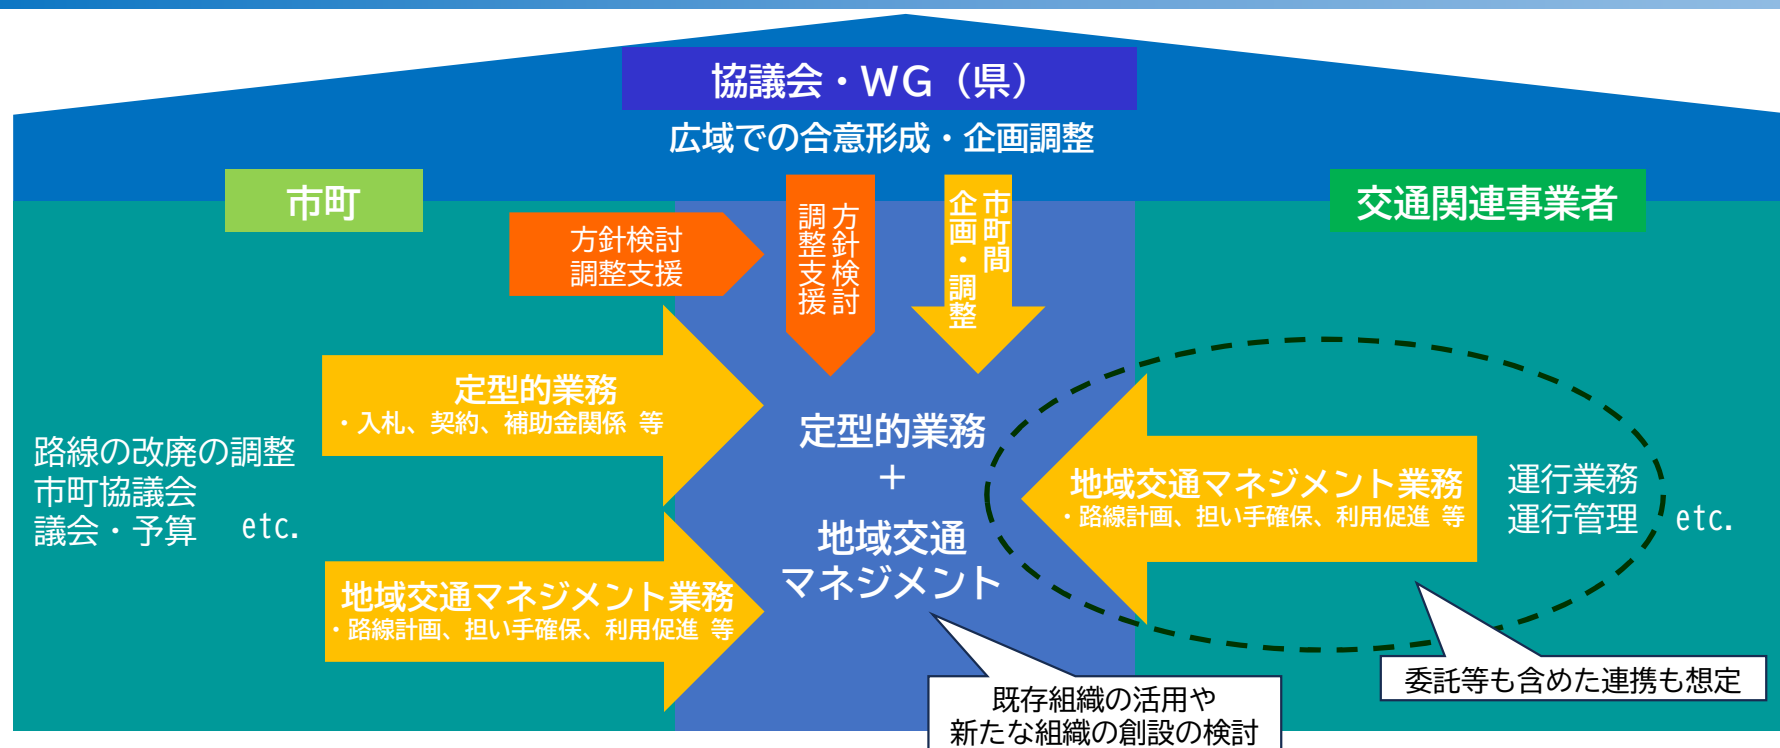 協議会・WG（県）
広域での合意形成・企画調整
市町
交通関連事業者
方針検討
調整支援
方針検討
調整支援
市町間
企画・調整
定型的業務
・入札、契約、補助金関係 等
路線の改廃の調整
市町協議会
議会・予算 etc.
地域交通マネジメント業務
・路線計画、担い手確保、利用促進 等
定型的業務
＋
地域交通
マネジメント
地域交通マネジメント業務
・路線計画、担い手確保、利用促進 等
運行業務
運行管理 etc.
既存組織の活用や
新たな組織の創設の検討
委託等も含めた連携も想定